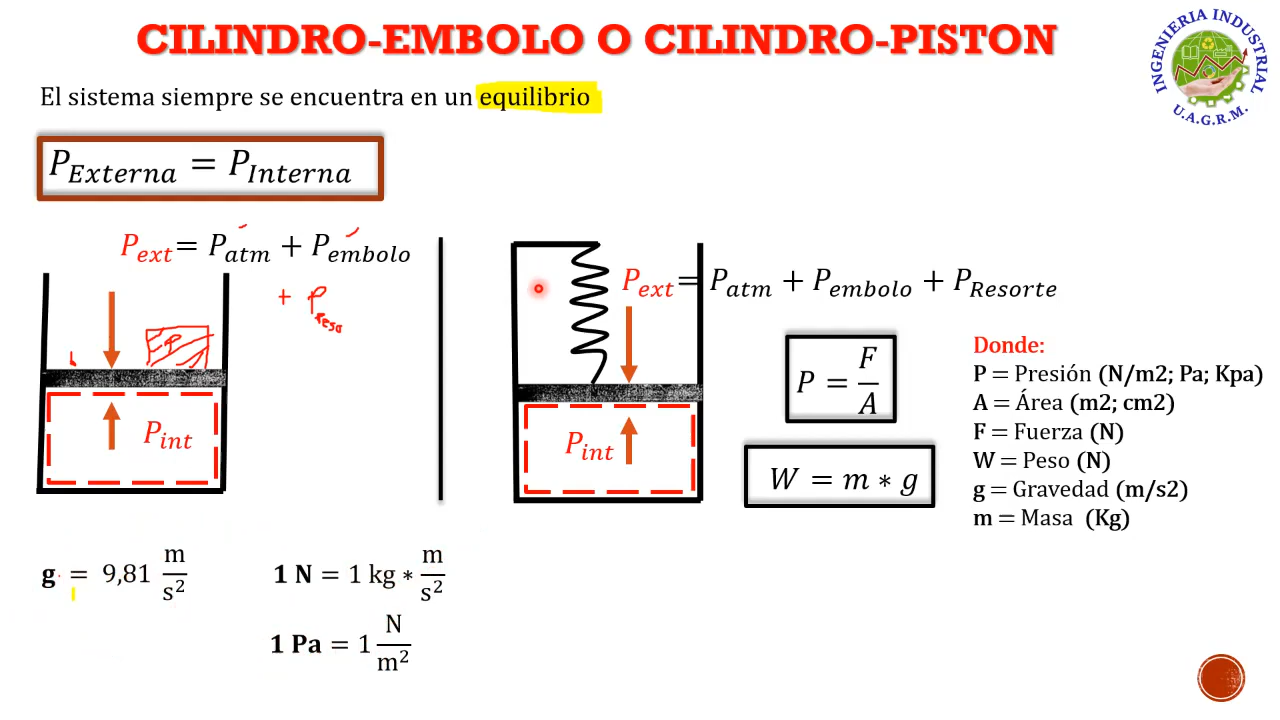 CILINDRO-EMBOLO O CILINDRO-PISTON
INGENIERIA INDUSTRIAL
U.A.G.R.M.
El sistema siempre se encuentra en un equilibrio
P_Externa = P_Interna
P_ext = P_atm + P_embolo
+ P
P
P_int
P_ext = P_atm + P_embolo + P_Resorte
P_int
P = F/A
W = m * g
Donde:
P = Presión (N/m2; Pa; Kpa)
A = Área (m2; cm2)
F = Fuerza (N)
W = Peso (N)
g = Gravedad (m/s2)
m = Masa (Kg)
g = 9,81 m/s²
1 N = 1 kg * m/s²
1 Pa = 1 N/m²